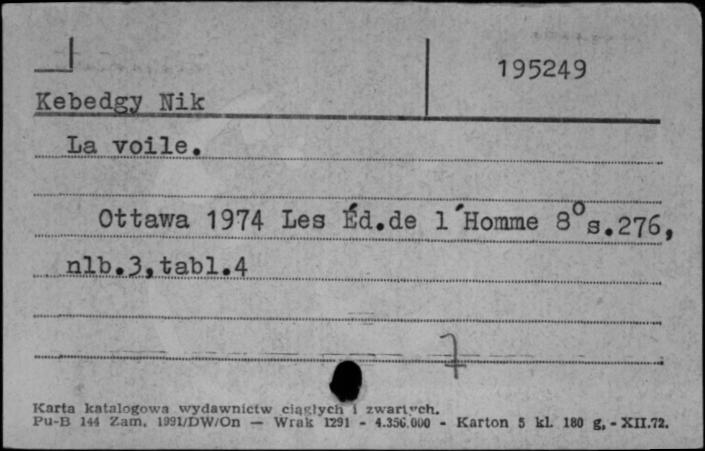 195249
Kebedgy Nik
La voile.
Ottawa 1974 Les Éd.de l´Homme 8° s.276,
nlb.3,tabl.4
7
Karta katalogowa wydawnictw ciągłych i zwartych.
Pu-B 144 Zam. 1991/DW/On — Wrak 1291 - 4.356.000 - Karton 5 kl. 180 g, - XII.72.